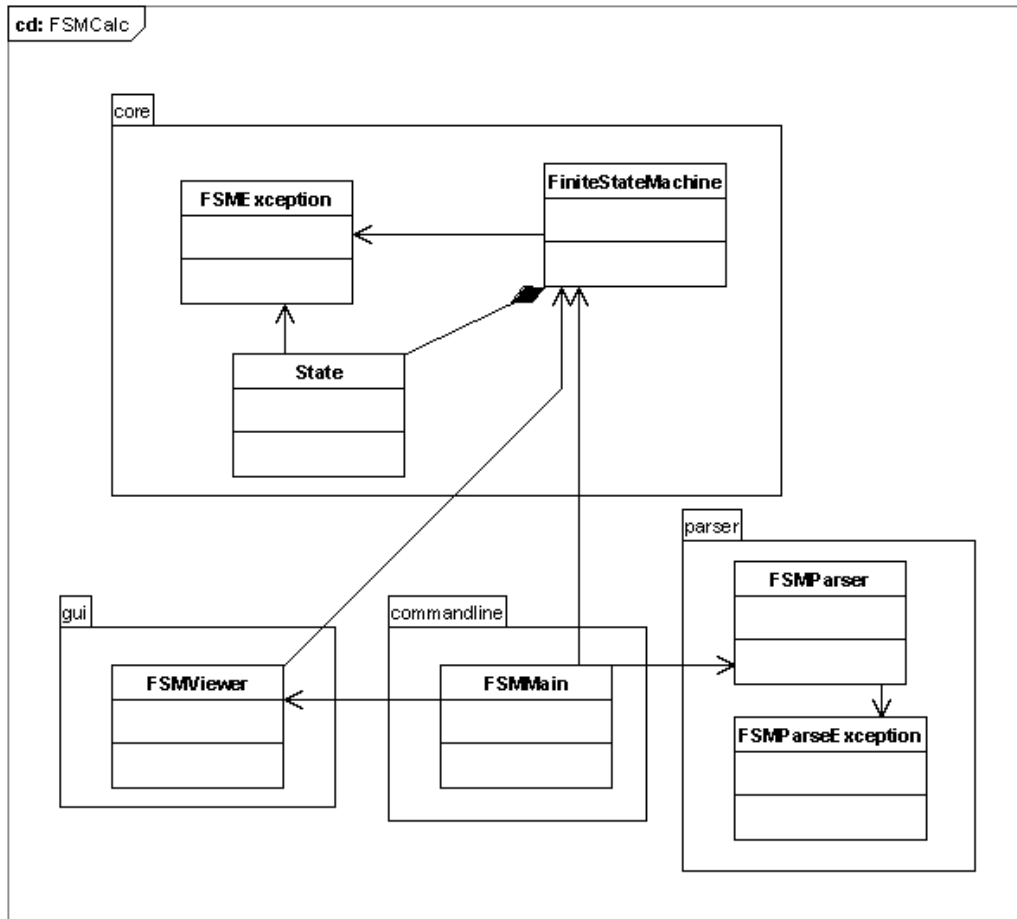 cd: FSMCalc
core
FSMException
FiniteStateMachine
State
parser
FSMParser
gui
commandline
FSMViewer
FSMMain
FSMParseException